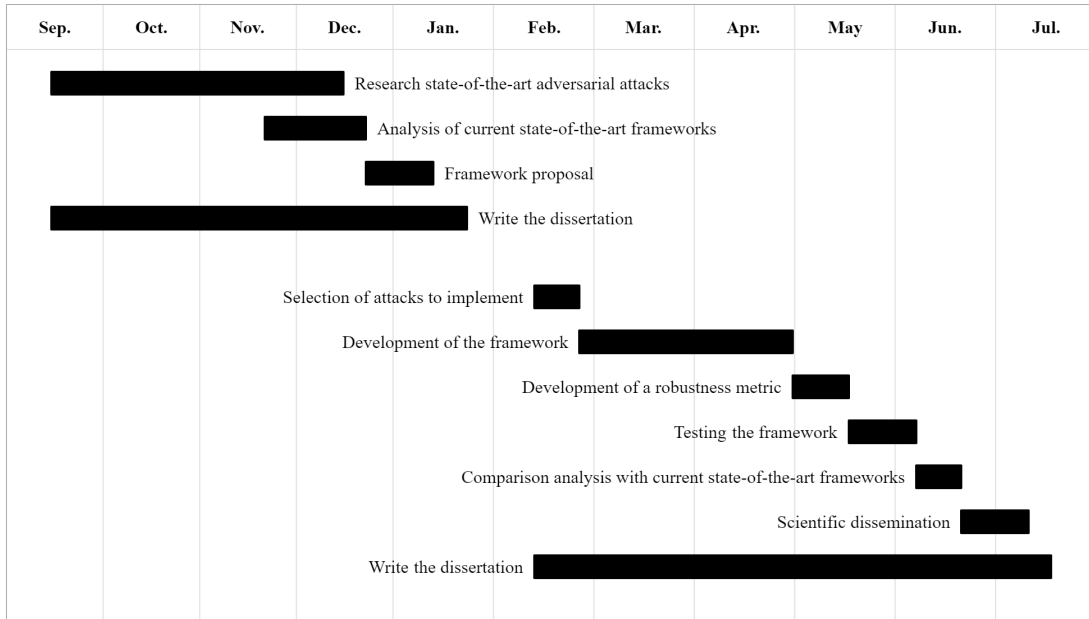 Sep. Oct. Nov. Dec. Jan. Feb. Mar. Apr. May Jun. Jul.
Research state-of-the-art adversarial attacks
Analysis of current state-of-the-art frameworks
Framework proposal
Write the dissertation
Selection of attacks to implement
Development of the framework
Development of a robustness metric
Testing the framework
Comparison analysis with current state-of-the-art frameworks
Scientific dissemination
Write the dissertation